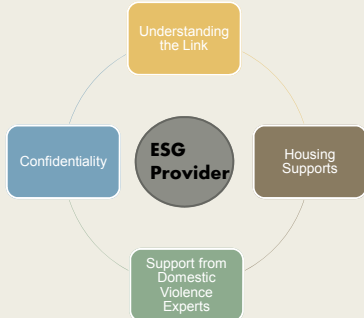 Understanding
the Link
Confidentiality
ESG
Provider
Housing
Supports
Support from
Domestic
Violence
Experts